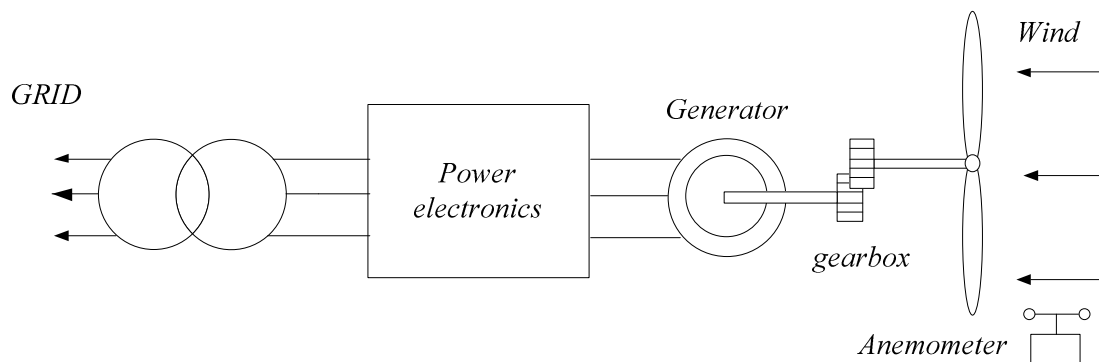 Wind
GRID
Generator
Power
electronics
gearbox
Anemometer